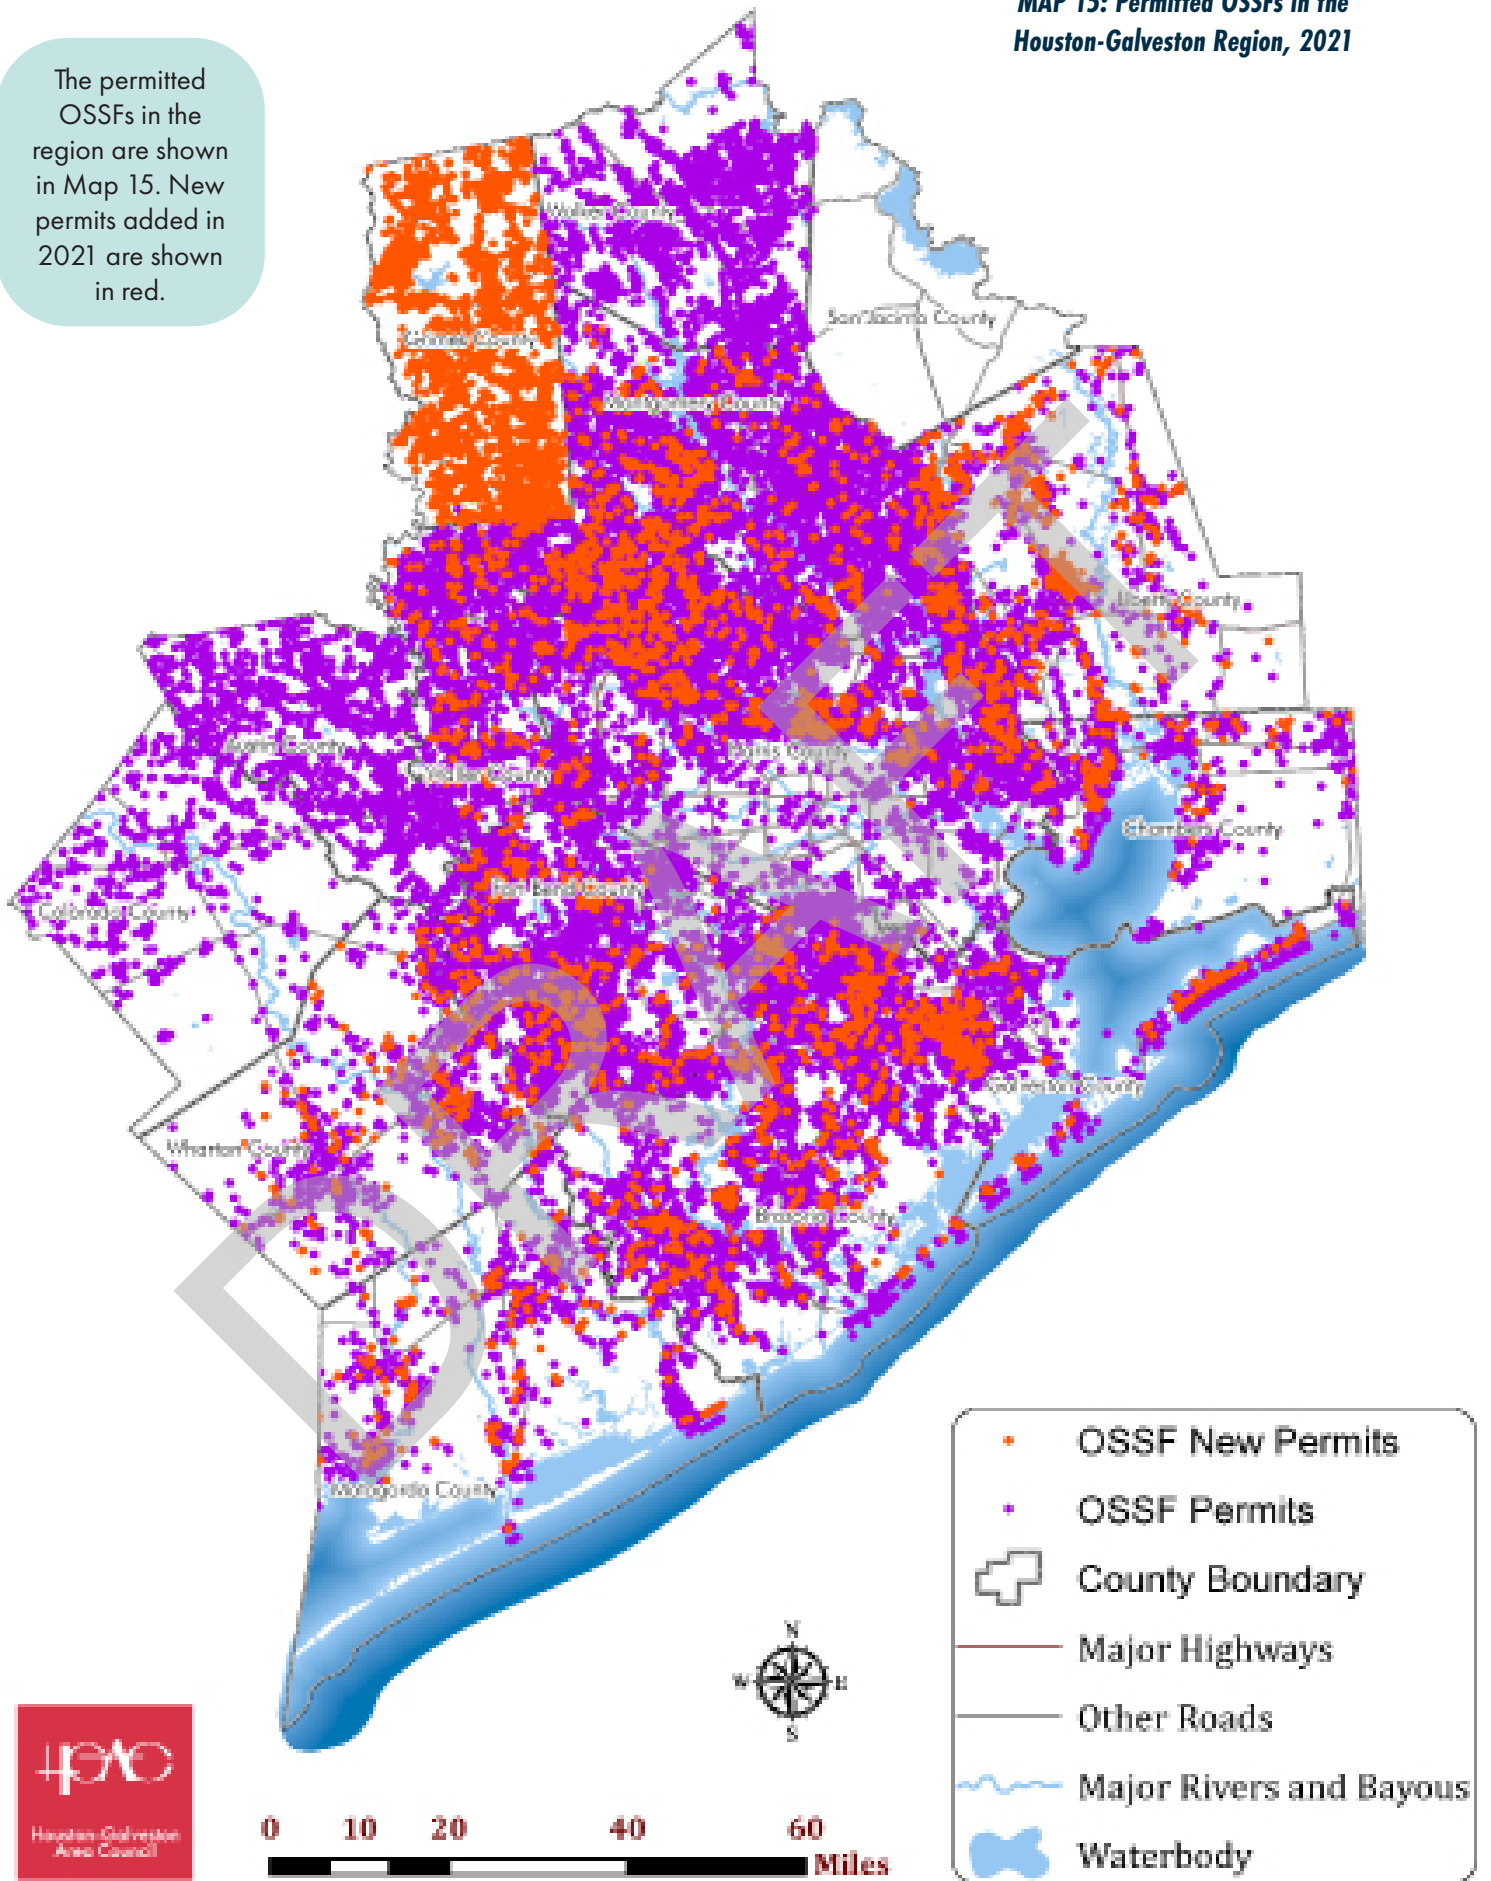 MAP 15: Permitted OSSFs in the
Houston-Galveston Region, 2021
The permitted
OSSFs in the
region are shown
in Map 15. New
permits added in
2021 are shown
in red.
Walker County
San Jacinto County
Grimes County
Montgomery County
Liberty County
Austin County
Waller County
Harris County
Chambers County
Fort Bend County
Colorado County
Galveston County
Wharton County
Brazoria County
Matagorda County
DRAFT
OSSF New Permits
OSSF Permits
County Boundary
Major Highways
Other Roads
Major Rivers and Bayous
Waterbody
N
W E
S
0 10 20 40 60
Miles
Houston-Galveston
Area Council